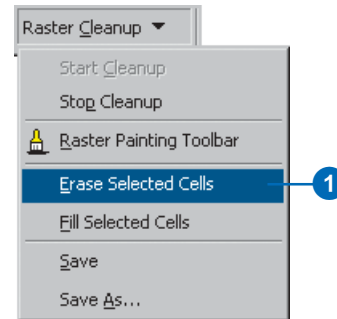 Raster Cleanup
Start Cleanup
Stop Cleanup
Raster Painting Toolbar
Erase Selected Cells
1
Fill Selected Cells
Save
Save As...